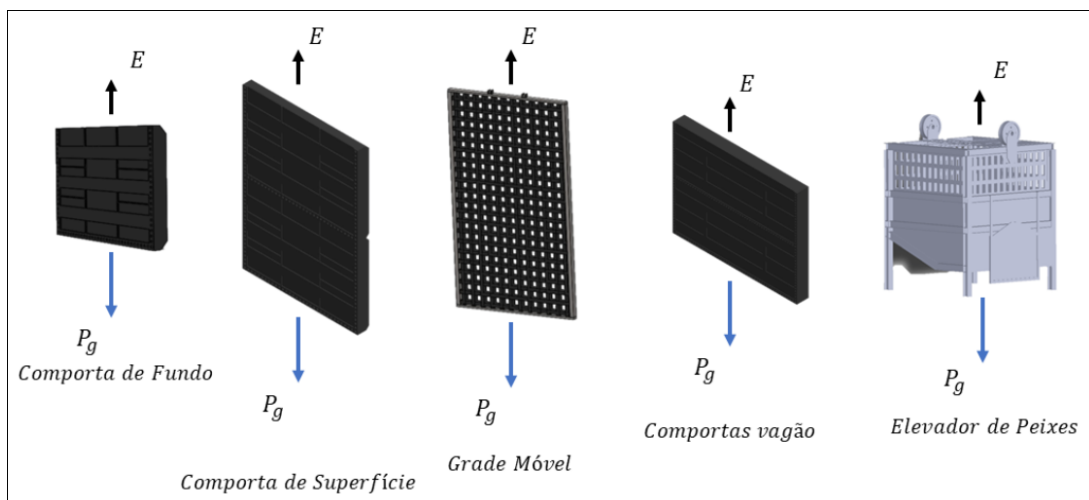 E
P_g
Comporta de Fundo
E
P_g
Comporta de Superfície
E
P_g
Grade Móvel
E
P_g
Comportas vagão
E
P_g
Elevador de Peixes